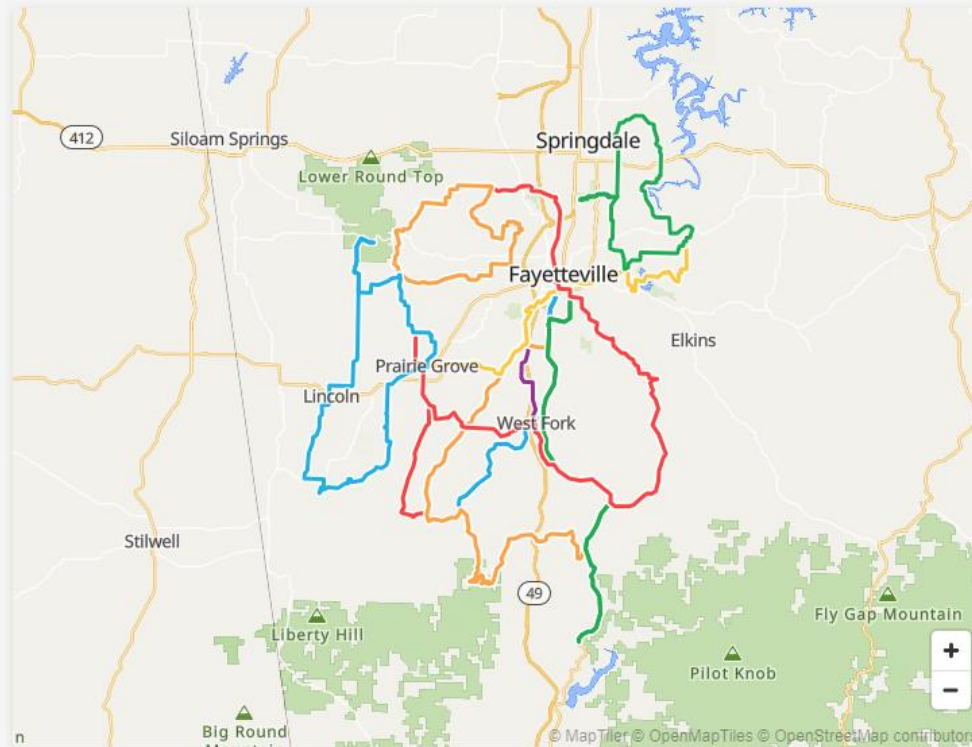 Springdale
412
Siloam Springs
Lower Round Top
Fayetteville
Elkins
Prairie Grove
Lincoln
West Fork
Stilwell
49
Fly Gap Mountain
Liberty Hill
+
Pilot Knob
−
Big Round
n
© MapTiler © OpenMapTiles © OpenStreetMap contributors